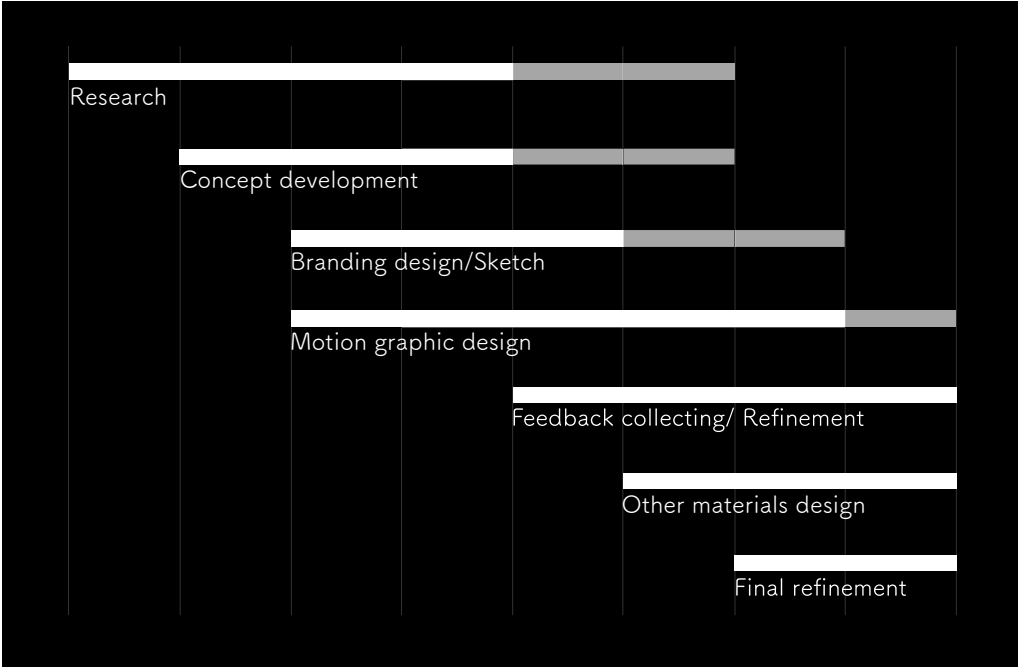 Research
Concept development
Branding design/Sketch
Motion graphic design
Feedback collecting/ Refinement
Other materials design
Final refinement